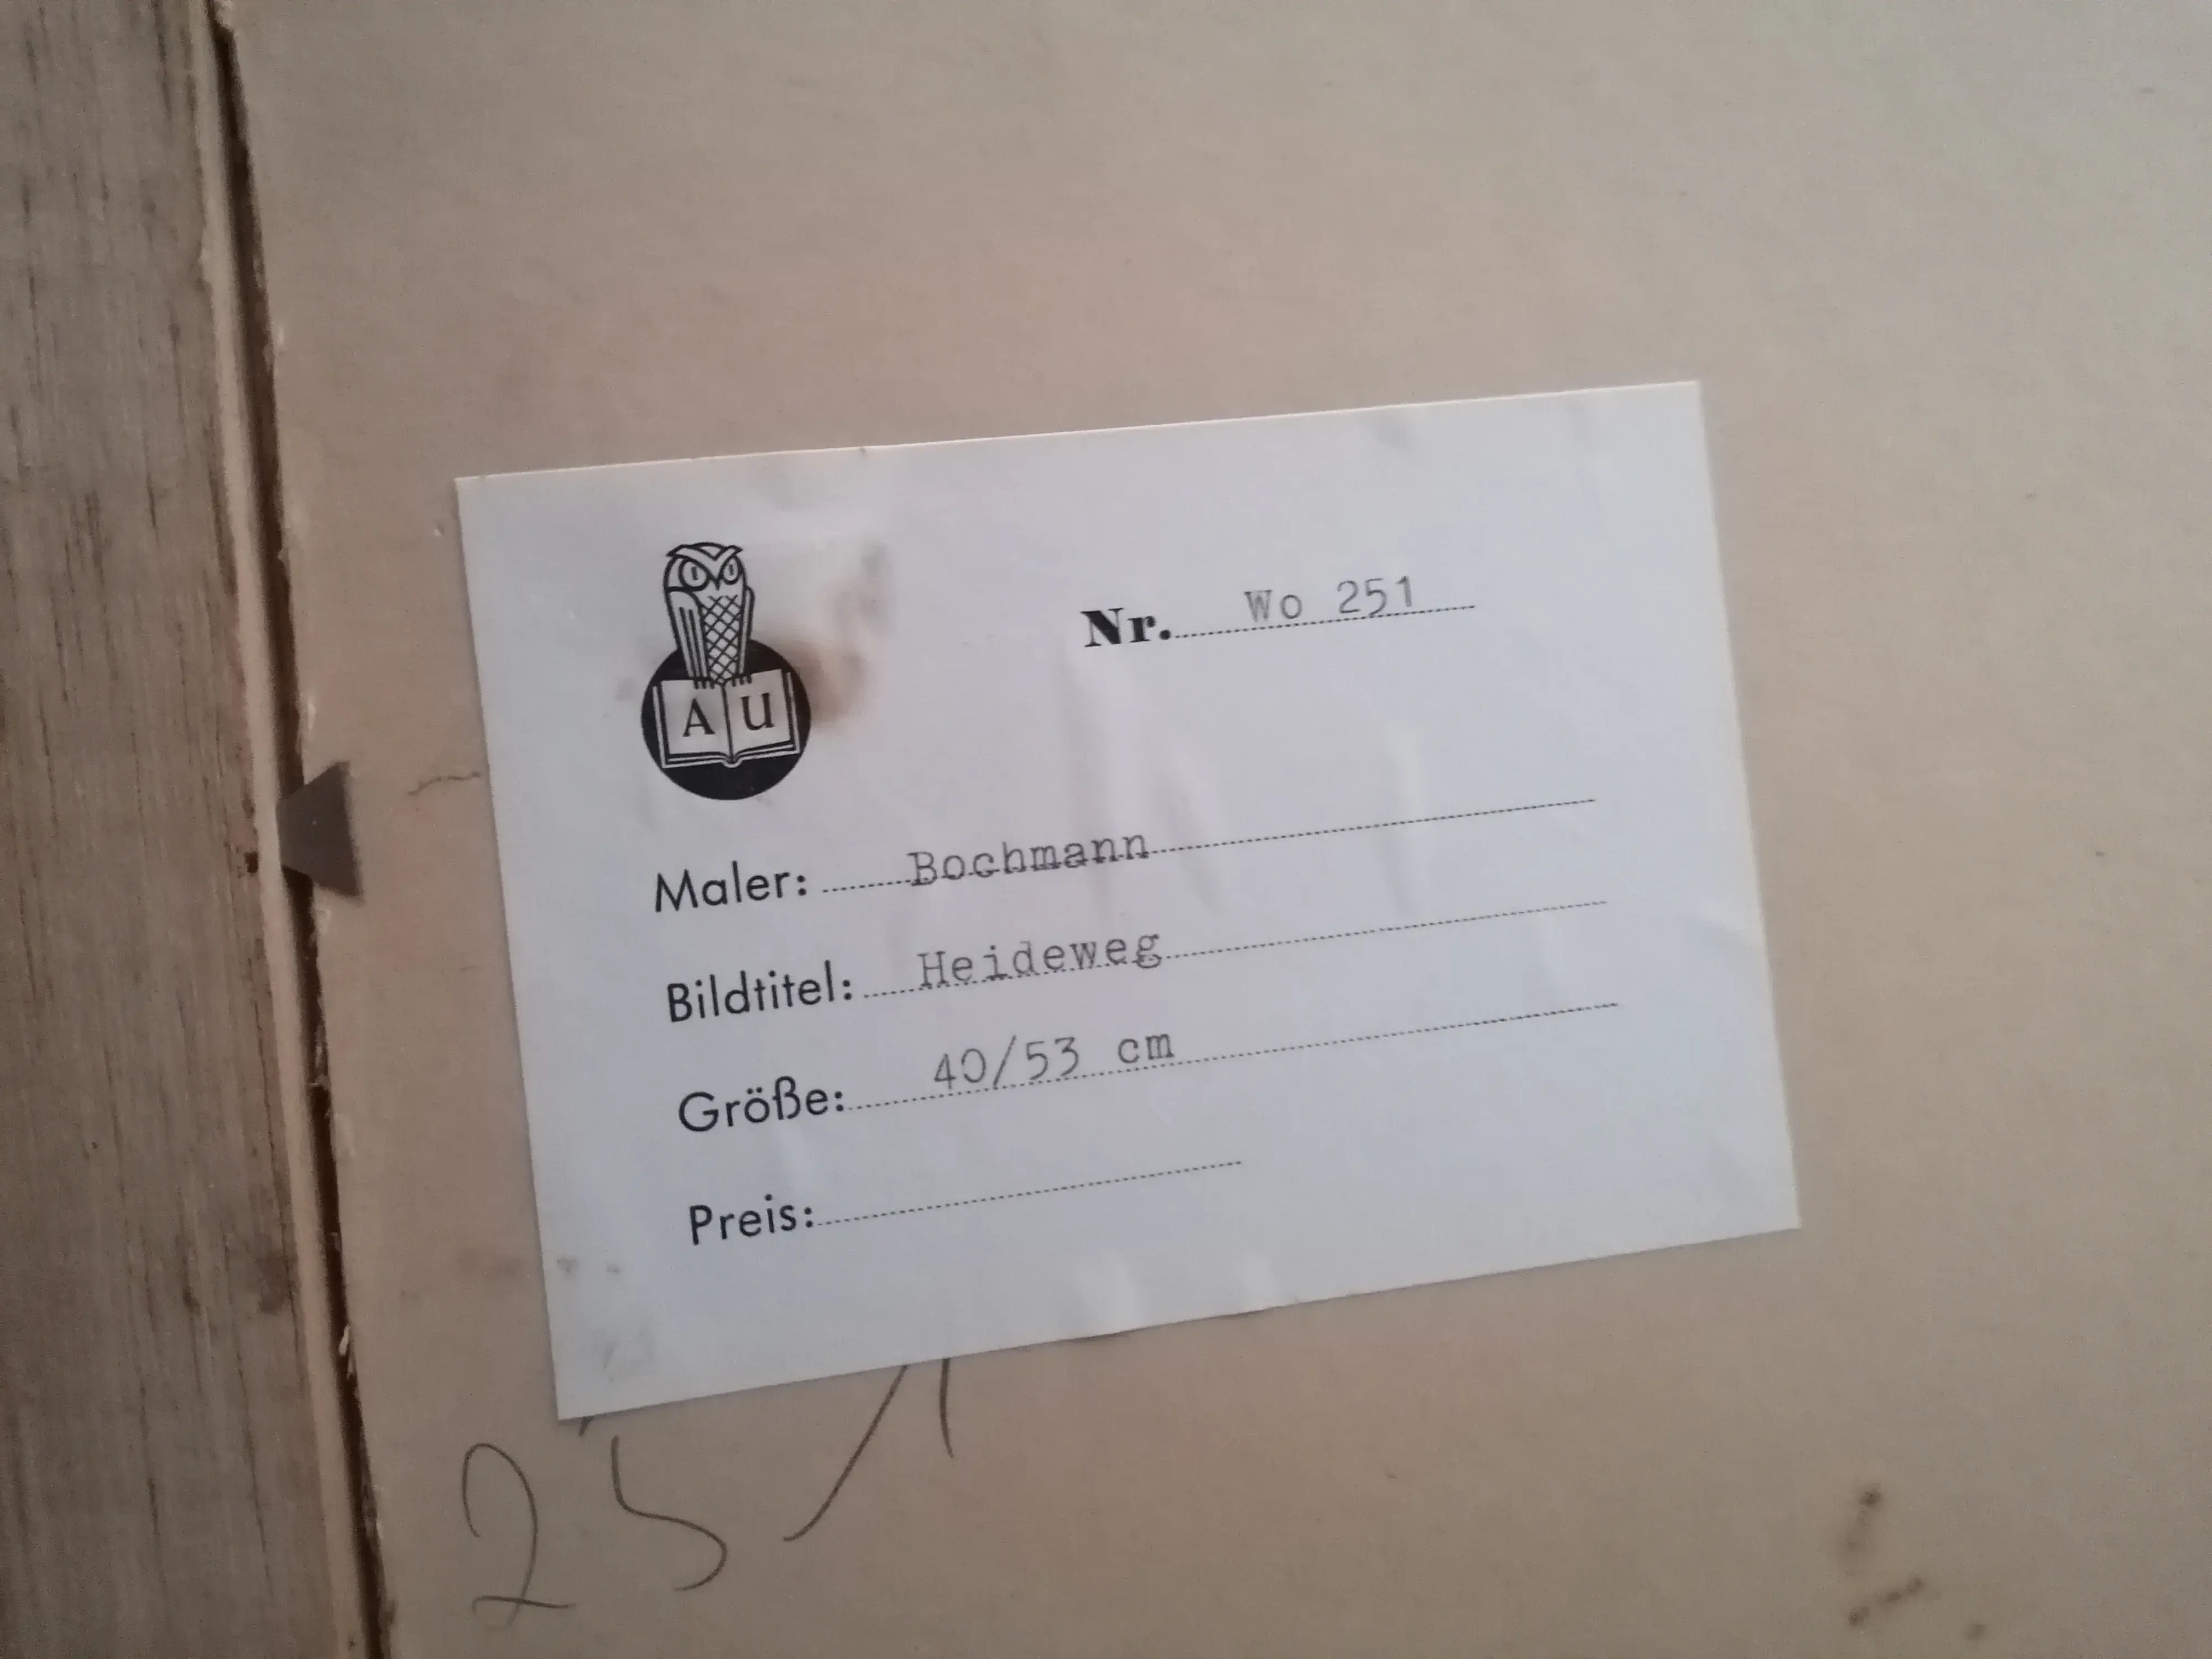 Nr. Wo 251
A U
Maler: Bochmann
Bildtitel: Heideweg
Größe: 40/53 cm
Preis:
251